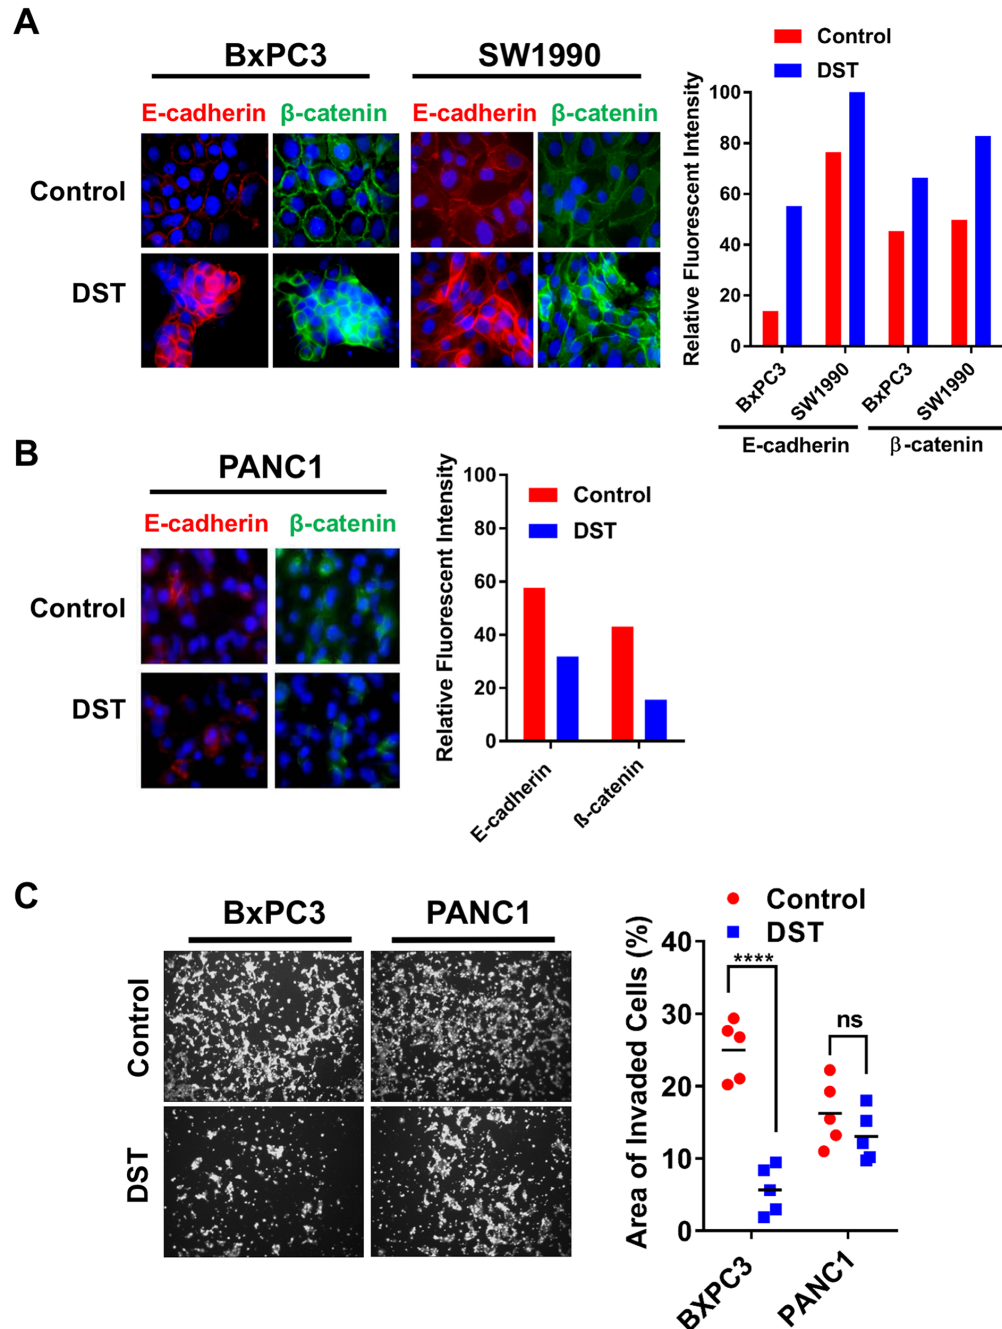 A
BxPC3
SW1990
E-cadherin
β-catenin
E-cadherin
β-catenin
Control
DST
Control
DST
Relative Fluorescent Intensity
100
80
60
40
20
0
BxPC3
SW1990
BxPC3
SW1990
E-cadherin
β-catenin
B
PANC1
E-cadherin
β-catenin
Control
DST
Relative Fluorescent Intensity
100
80
60
40
20
0
Control
DST
E-cadherin
ß-catenin
C
BxPC3
PANC1
Control
DST
Control
DST
Area of Invaded Cells (%)
40
30
20
10
0
****
ns
BXPC3
PANC1